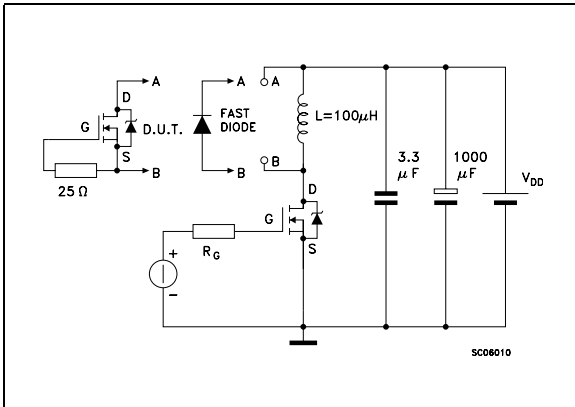 A
D
G
D.U.T.
S
B
25 Ω
A
FAST
DIODE
B
A
L=100μH
B
D
G
S
R G
+
−
3.3
μF
1000
μF
V DD
SC06010